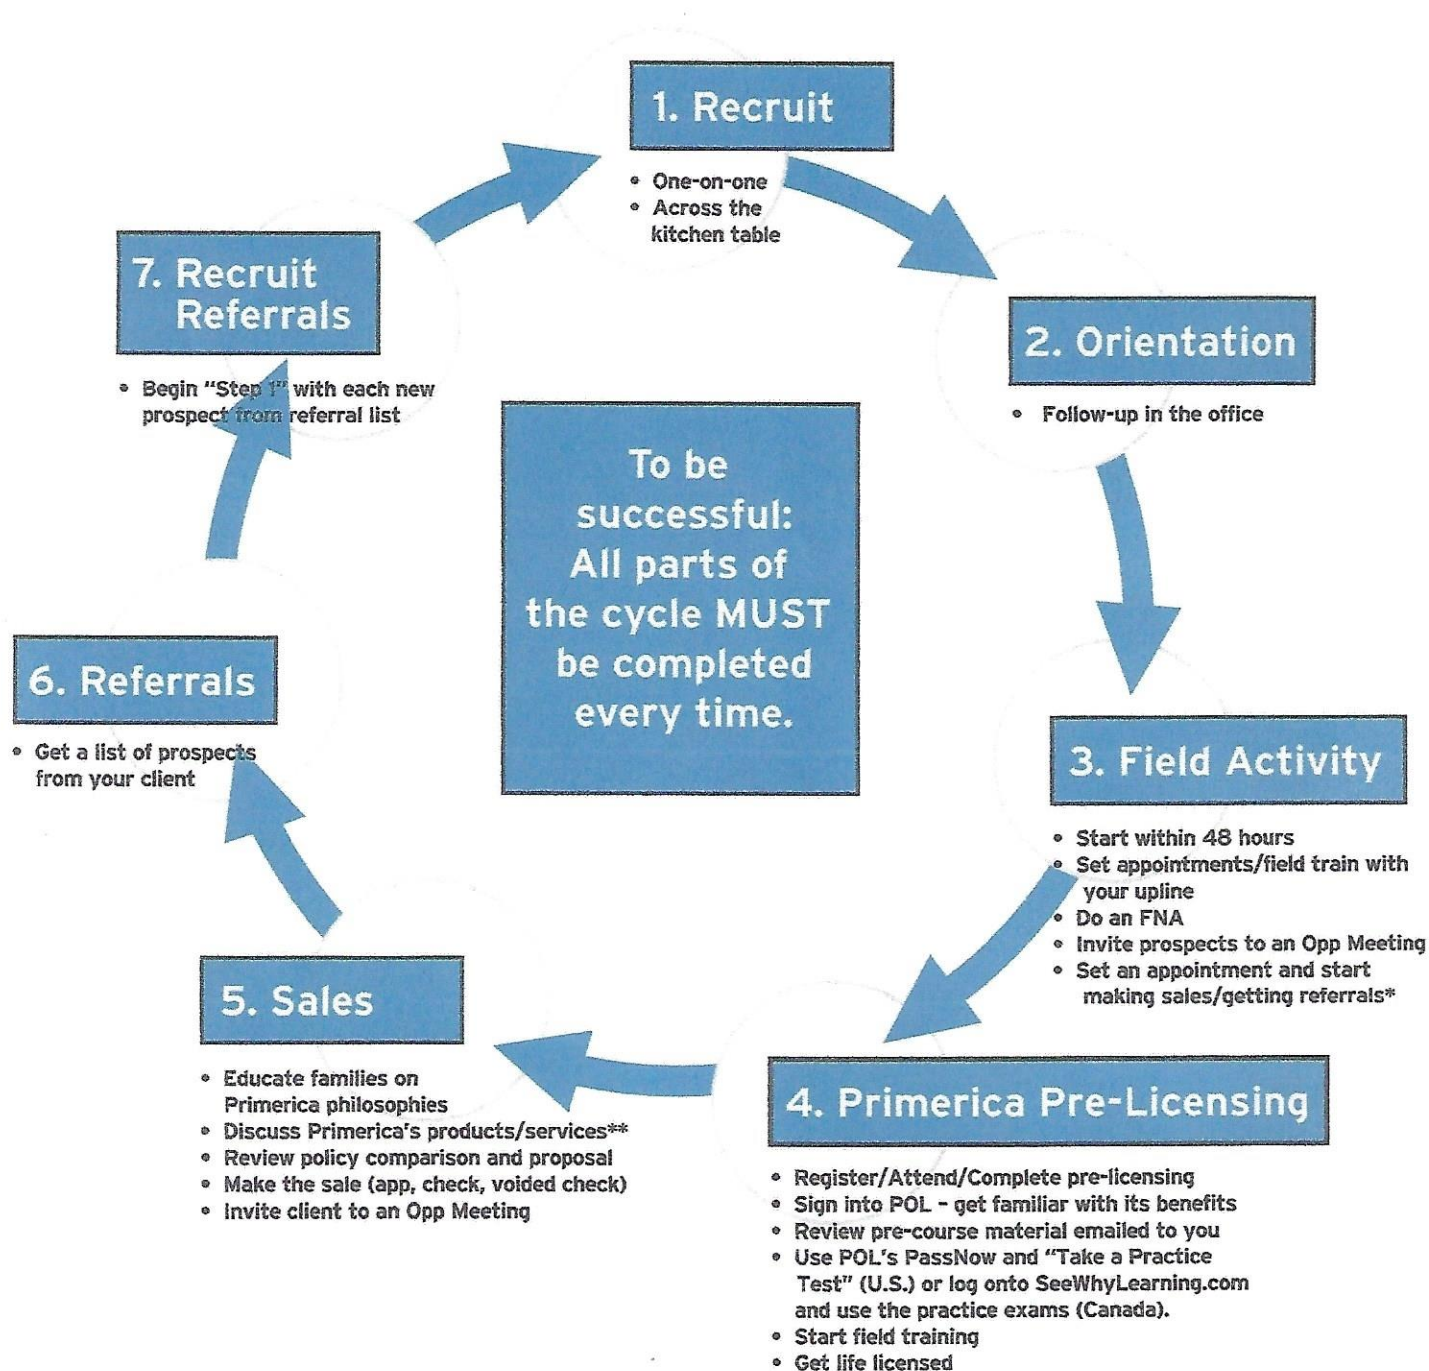 1. Recruit
• One-on-one
• Across the
kitchen table
2. Orientation
• Follow-up in the office
3. Field Activity
• Start within 48 hours
• Set appointments/field train with
your upline
• Do an FNA
• Invite prospects to an Opp Meeting
• Set an appointment and start
making sales/getting referrals*
4. Primerica Pre-Licensing
• Register/Attend/Complete pre-licensing
• Sign into POL - get familiar with its benefits
• Review pre-course material emailed to you
• Use POL's PassNow and "Take a Practice
Test" (U.S.) or log onto SeeWhyLearning.com
and use the practice exams (Canada).
• Start field training
• Get life licensed
5. Sales
• Educate families on
Primerica philosophies
• Discuss Primerica's products/services**
• Review policy comparison and proposal
• Make the sale (app, check, voided check)
• Invite client to an Opp Meeting
6. Referrals
• Get a list of prospects
from your client
7. Recruit
Referrals
• Begin "Step 1" with each new
prospect from referral list
To be
successful:
All parts of
the cycle MUST
be completed
every time.